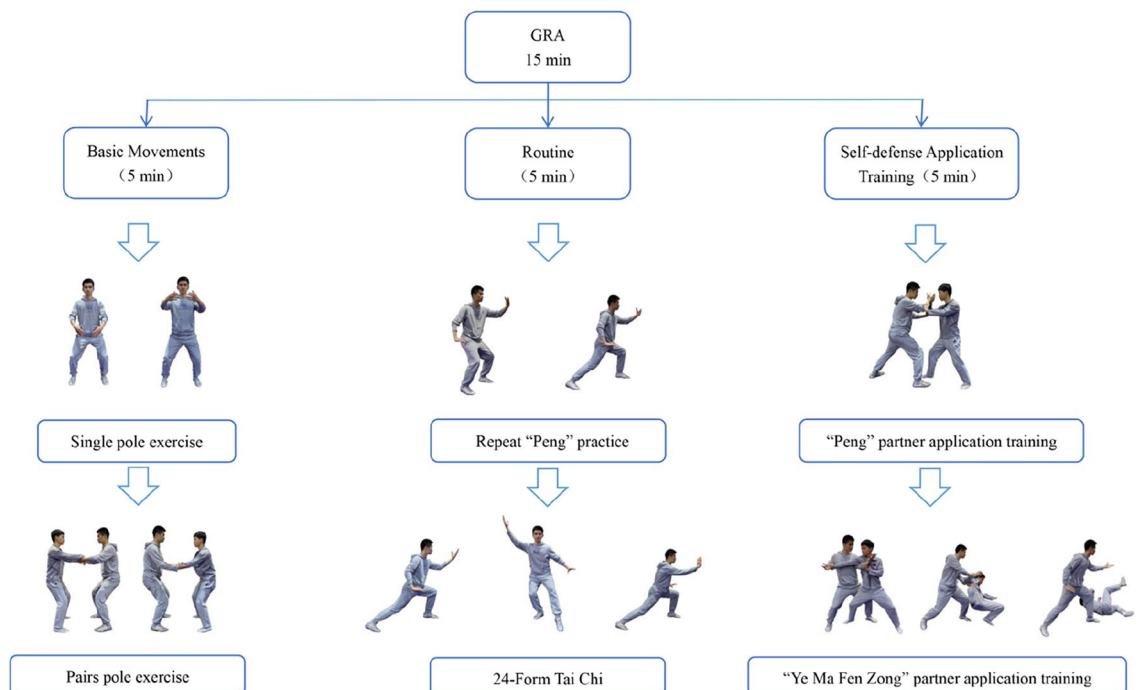 GRA
15 min
Basic Movements
（5 min）
Routine
（5 min）
Self-defense Application
Training（5 min）
Single pole exercise
Repeat “Peng” practice
“Peng” partner application training
Pairs pole exercise
24-Form Tai Chi
“Ye Ma Fen Zong” partner application training